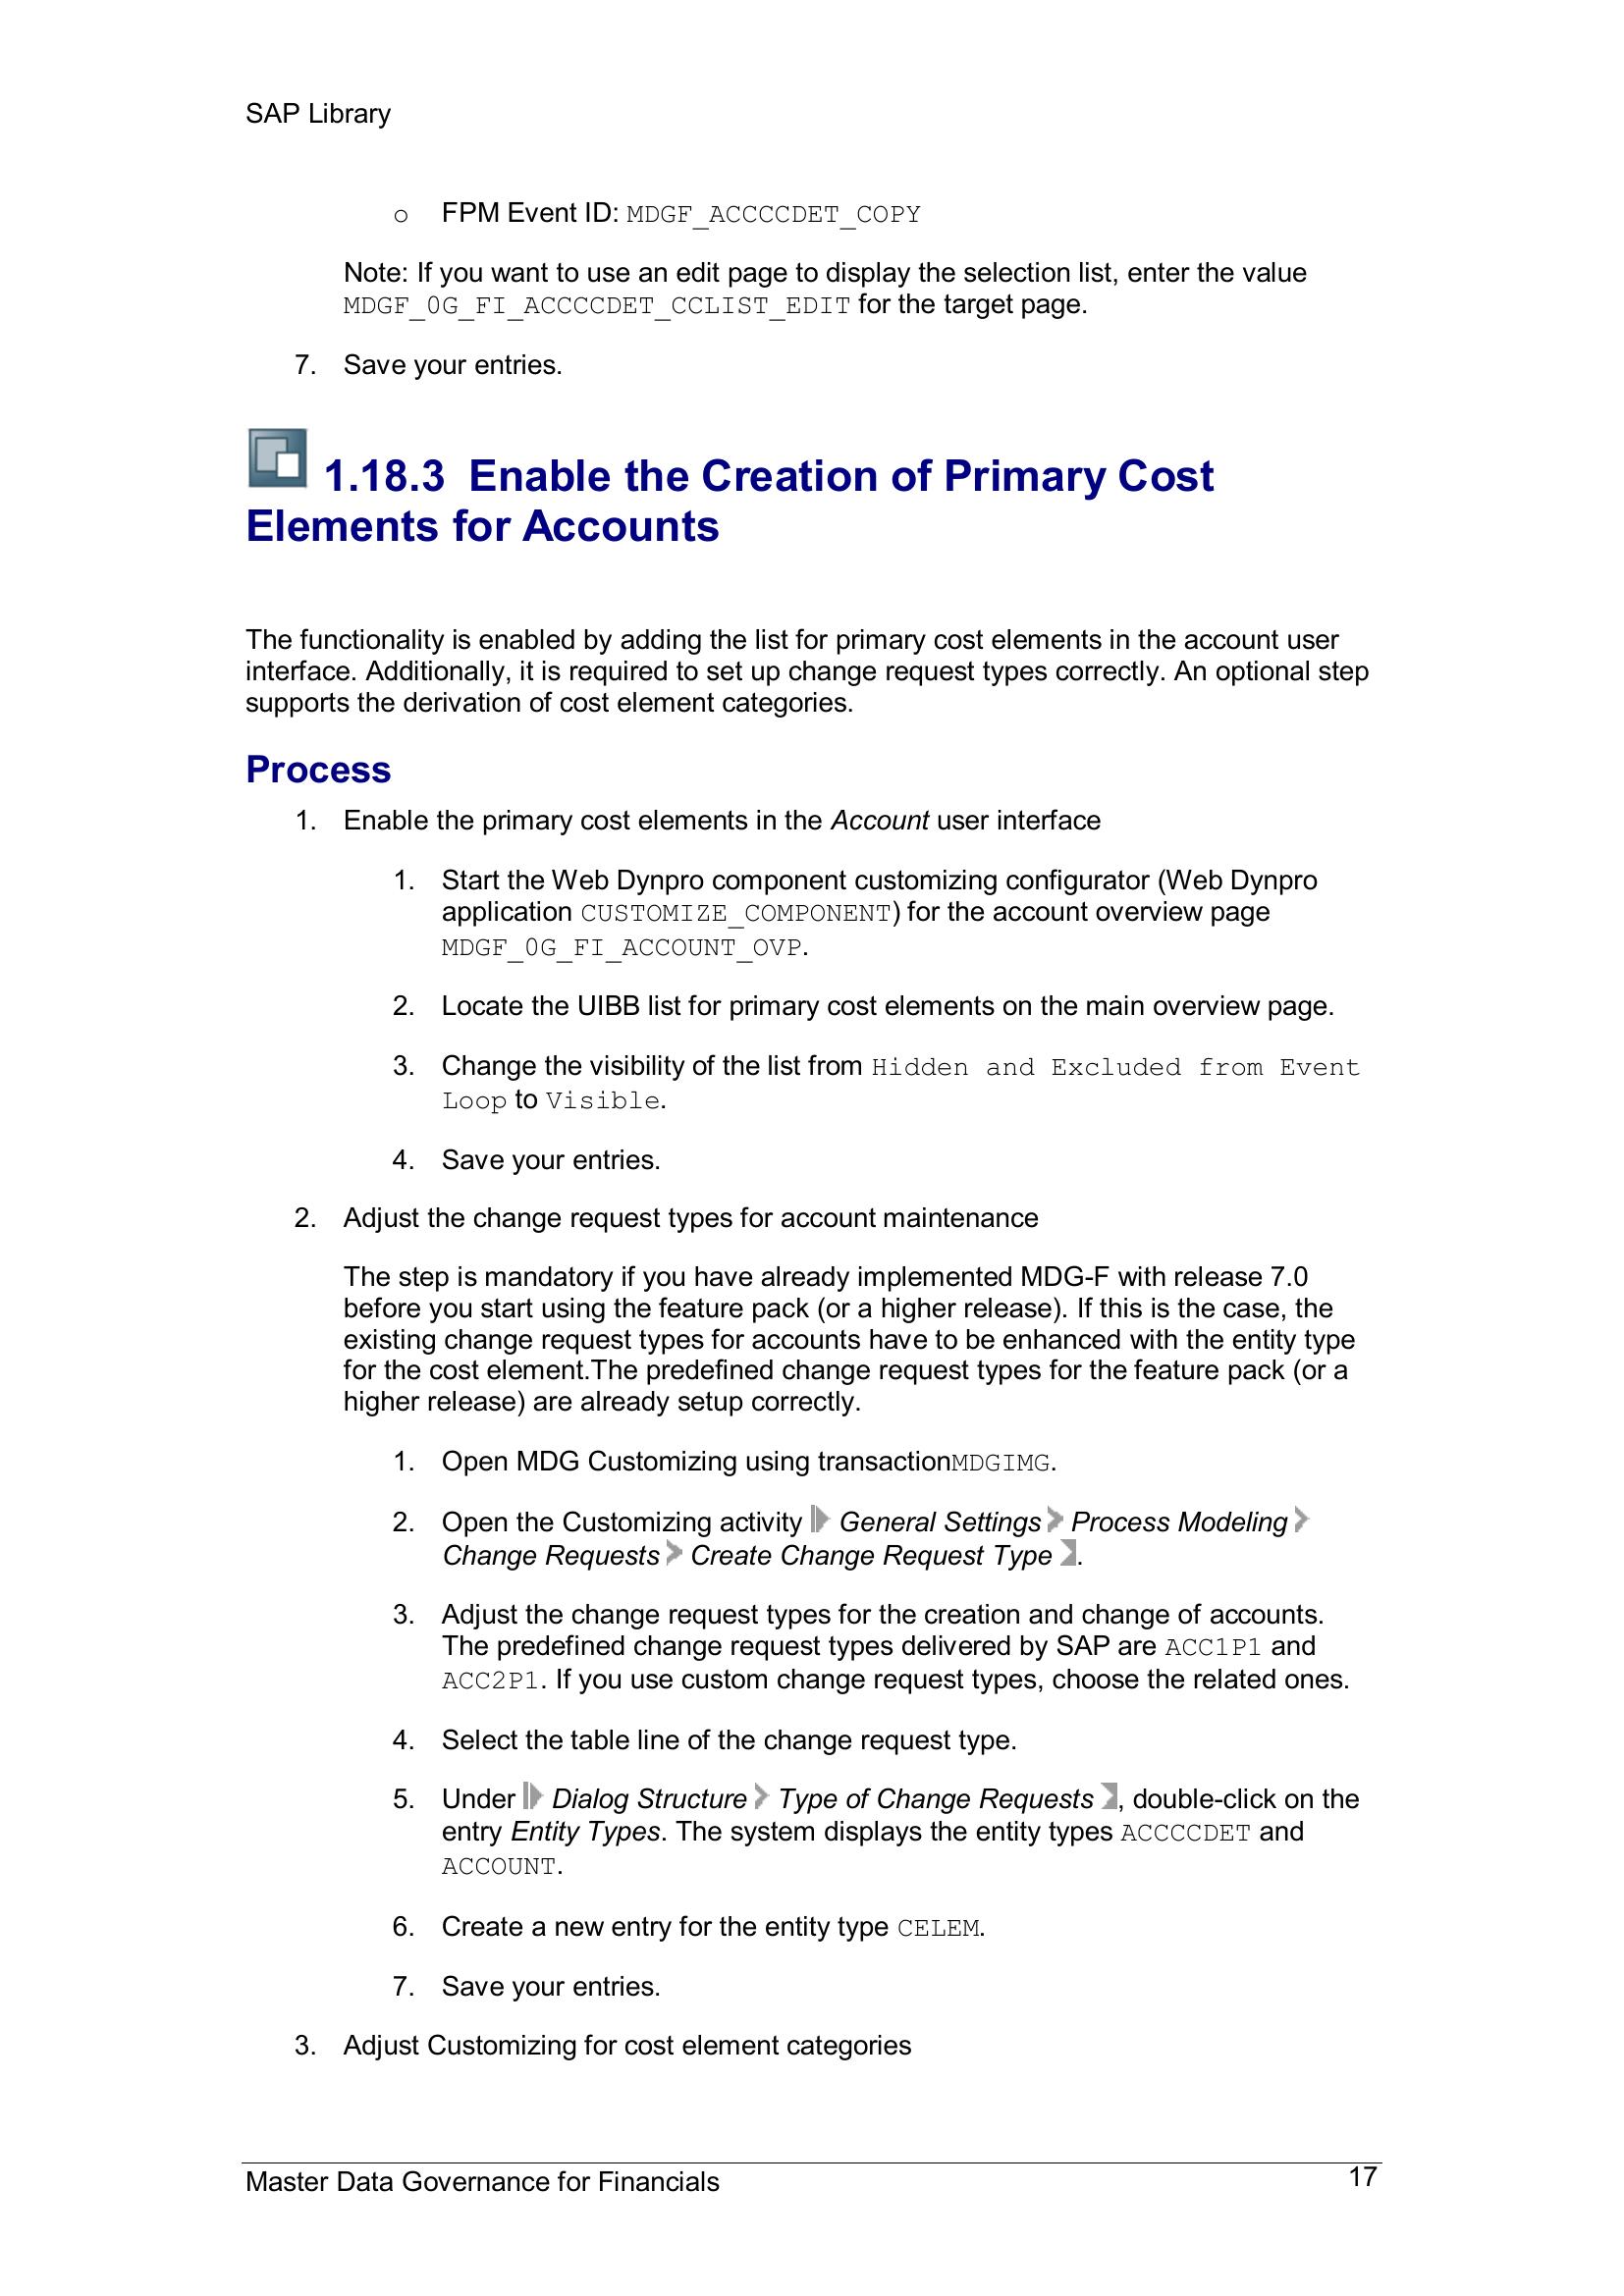 SAP Library
o FPM Event ID: MDGF_ACCCCDET_COPY
Note: If you want to use an edit page to display the selection list, enter the value
MDGF_0G_FI_ACCCCDET_CCLIST_EDIT for the target page.
7. Save your entries.
1.18.3 Enable the Creation of Primary Cost
Elements for Accounts
The functionality is enabled by adding the list for primary cost elements in the account user
interface. Additionally, it is required to set up change request types correctly. An optional step
supports the derivation of cost element categories.
Process
1. Enable the primary cost elements in the Account user interface
1. Start the Web Dynpro component customizing configurator (Web Dynpro
application CUSTOMIZE_COMPONENT) for the account overview page
MDGF_0G_FI_ACCOUNT_OVP.
2. Locate the UIBB list for primary cost elements on the main overview page.
3. Change the visibility of the list from Hidden and Excluded from Event
Loop to Visible.
4. Save your entries.
2. Adjust the change request types for account maintenance
The step is mandatory if you have already implemented MDG-F with release 7.0
before you start using the feature pack (or a higher release). If this is the case, the
existing change request types for accounts have to be enhanced with the entity type
for the cost element.The predefined change request types for the feature pack (or a
higher release) are already setup correctly.
1. Open MDG Customizing using transactionMDGIMG.
2. Open the Customizing activity General Settings Process Modeling
Change Requests Create Change Request Type .
3. Adjust the change request types for the creation and change of accounts.
The predefined change request types delivered by SAP are ACC1P1 and
ACC2P1. If you use custom change request types, choose the related ones.
4. Select the table line of the change request type.
5. Under Dialog Structure Type of Change Requests , double-click on the
entry Entity Types. The system displays the entity types ACCCCDET and
ACCOUNT.
6. Create a new entry for the entity type CELEM.
7. Save your entries.
3. Adjust Customizing for cost element categories
Master Data Governance for Financials 17